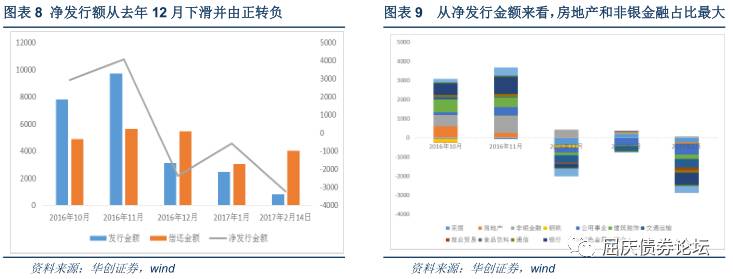 图表 8 净发行额从去年 12 月下滑并由正转负
12000
10000
8000
6000
4000
2000
0
5000
4000
3000
2000
1000
0
-1000
-2000
-3000
-4000
2016年10月 2016年11月 2016年12月 2017年1月 2017年2月14日
发行金额 偿还金额 净发行金额
资料来源：华创证券，wind
图表 9 从净发行金额来看，房地产和非银金融占比最大
5000
4000
3000
2000
1000
0
-1000
-2000
-3000
-4000
2016年10月 2016年11月
采掘 房地产 非银金融 钢铁 公用事业 建筑装饰 交通运输
商业贸易 食品饮料 通信 银行
资料来源：华创证券，wind
屈庆债券论坛